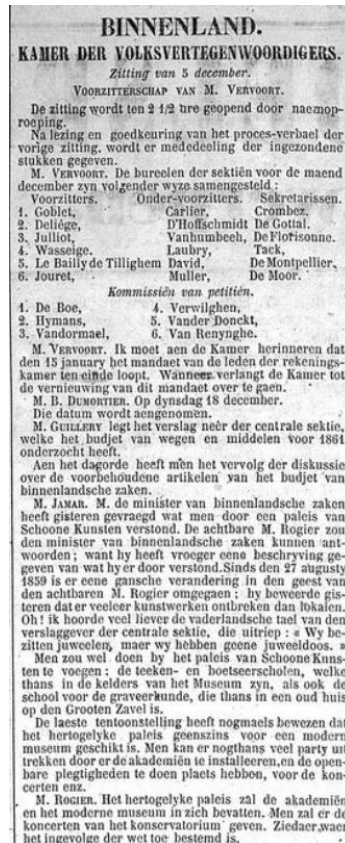 BINNENLAND.
KAMER DER VOLKSVERTEGENWOORDIGERS.
Zitting van 5 december.
VOORZITTERSCHAP VAN M. VERVOORT.
De zitting wordt ten 2 1/2 ure geopend door naemop-
roeping.
Na lezing en goedkeuring van het proces-verbael der
vorige zitting, wordt er mededeeling der ingezondene
stukken gegeven.
M. VERVOORT. De bureelen der sektiën voor de maend
december zyn volgender wyze samengesteld :
Voorzitters. Onder-voorzitters. Sekretarissen.
1. Goblet, Carlier, Crombez.
2. Deliége, D'Hoffschmidt De Gottal.
3. Julliot, Vanhumbeeh, De Florisonne.
4. Wasseige. Laubry, Tack,
5. Le Bailly de Tillighem David, De Montpellier,
6. Jouret, Muller, De Moor.
Kommissiën van petitiën.
1. De Boe, 4. Verwilghen,
2. Hymans, 5. Vander Donckt,
3. Vandormael, 6. Van Renynghe.
M. VERVOORT. Ik moet aen de Kamer herinneren dat
den 15 january het mandaet van de leden der rekenings-
kamer ten einde loopt. Wanneer verlangt de Kamer tot
de vernieuwing van dit mandaet over te gaen.
M. B. DUMORTIER. Op dynsdag 18 december.
Die datum wordt aengenomen.
M. GUILLERY legt het verslag neêr der centrale sektie,
welke het budjet van wegen en middelen voor 1861
onderzocht heeft.
Aen het dagorde heeft men het vervolg der diskussie
over de voorbehoudene artikelen van het budjet van
binnenlandsche zaken.
M. JAMAR. M. de minister van binnenlandsche zaken
heeft gisteren gevraegd wat men door een paleis van
Schoone Kunsten verstond. De achtbare M. Rogier zou
den minister van binnenlandsche zaken kunnen ant-
woorden ; want hy heeft vroeger eene beschryving ge-
geven van wat hy er door verstond. Sinds den 27 augusty
1859 is er eene gansche verandering in den geest van
den achtbaren M. Rogier omgegaen : hy beweerde gis-
teren dat er veeleer kunstwerken ontbreken dan lokalen.
Oh! ik hoorde veel liever de vaderlandsche tael van den
verslaggever der centrale sektie, die uitriep : « Wy be-
zitten juweelen, maer wy hebben geene juweeldoos. »
Men zou wel doen by het paleis van Schoone Kuns-
ten te voegen : de teeken- en boetseerscholen, welke
thans in de kelders van het Museum zyn, als ook de
school voor de graveerkunde, die thans in een oud huis
op den Grooten Zavel is.
De laeste tentoonstelling heeft nogmaels bewezen dat
het hertogelyke paleis geenszins voor een modern
museum geschikt is. Men kan er nogthans veel party uit
trekken door er de akademiën te installeeren, en de open-
bare plegtigheden te doen plaets hebben, voor de kon-
certen enz.
M. ROGIER. Het hertogelyke paleis zal de akademiën
en het moderne museum in zich bevatten. Men zal er de
koncerten van het konservatorium geven. Ziedaer, waer
het ingevolge der wet toe bestemd is.